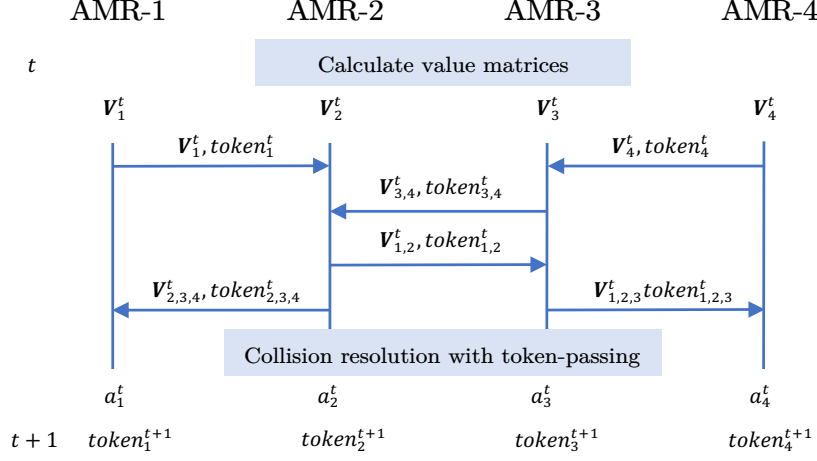 AMR-1 AMR-2 AMR-3 AMR-4
t Calculate value matrices
V_1^t V_2^t V_3^t V_4^t
V_1^t, token_1^t V_4^t, token_4^t
V_{3,4}^t, token_{3,4}^t
V_{1,2}^t, token_{1,2}^t
V_{2,3,4}^t, token_{2,3,4}^t V_{1,2,3}^t token_{1,2,3}^t
Collision resolution with token-passing
a_1^t a_2^t a_3^t a_4^t
t + 1 token_1^{t+1} token_2^{t+1} token_3^{t+1} token_4^{t+1}